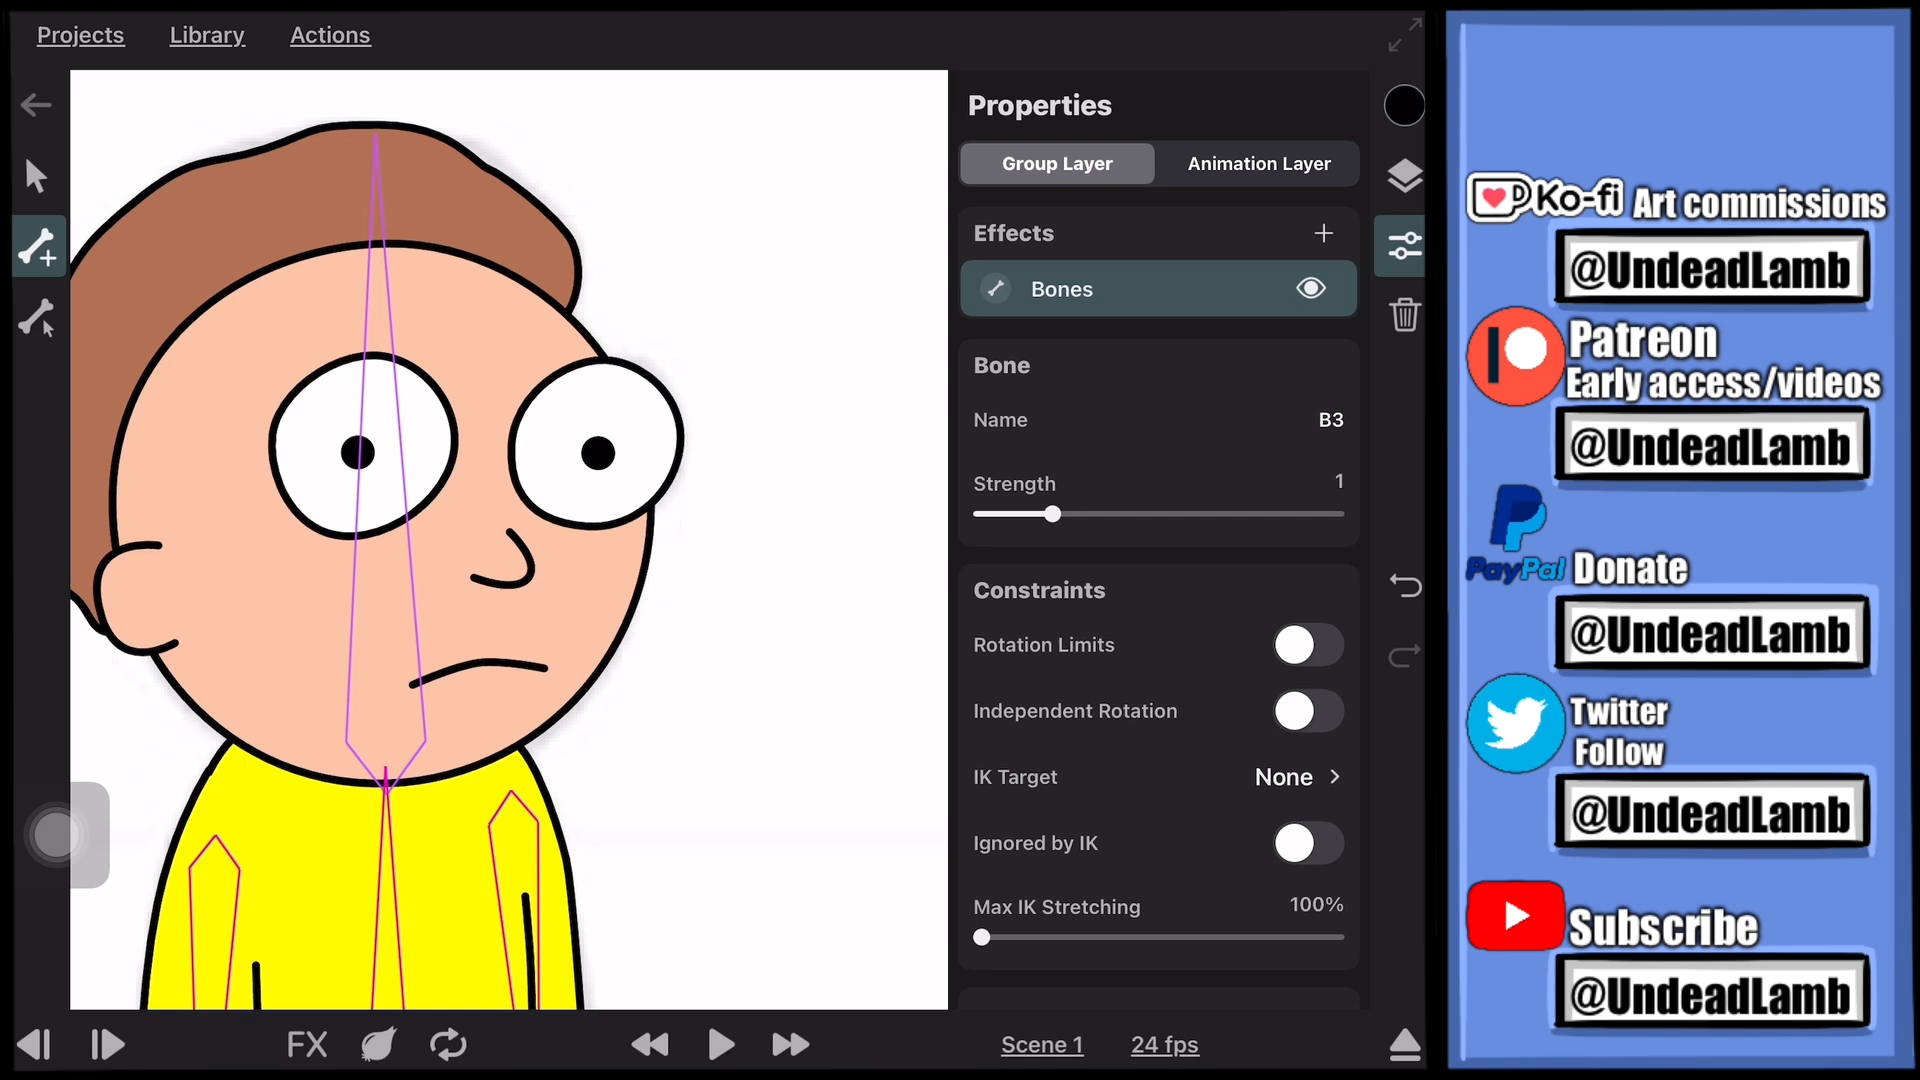 Projects Library Actions
Properties
Group Layer Animation Layer
Effects +
Bones
Bone
Name B3
Strength 1
Constraints
Rotation Limits
Independent Rotation
IK Target None >
Ignored by IK
Max IK Stretching 100%
FX
Scene 1 24 fps
Ko-fi Art commissions
@UndeadLamb
Patreon
Early access/videos
@UndeadLamb
PayPal Donate
@UndeadLamb
Twitter
Follow
@UndeadLamb
Subscribe
@UndeadLamb